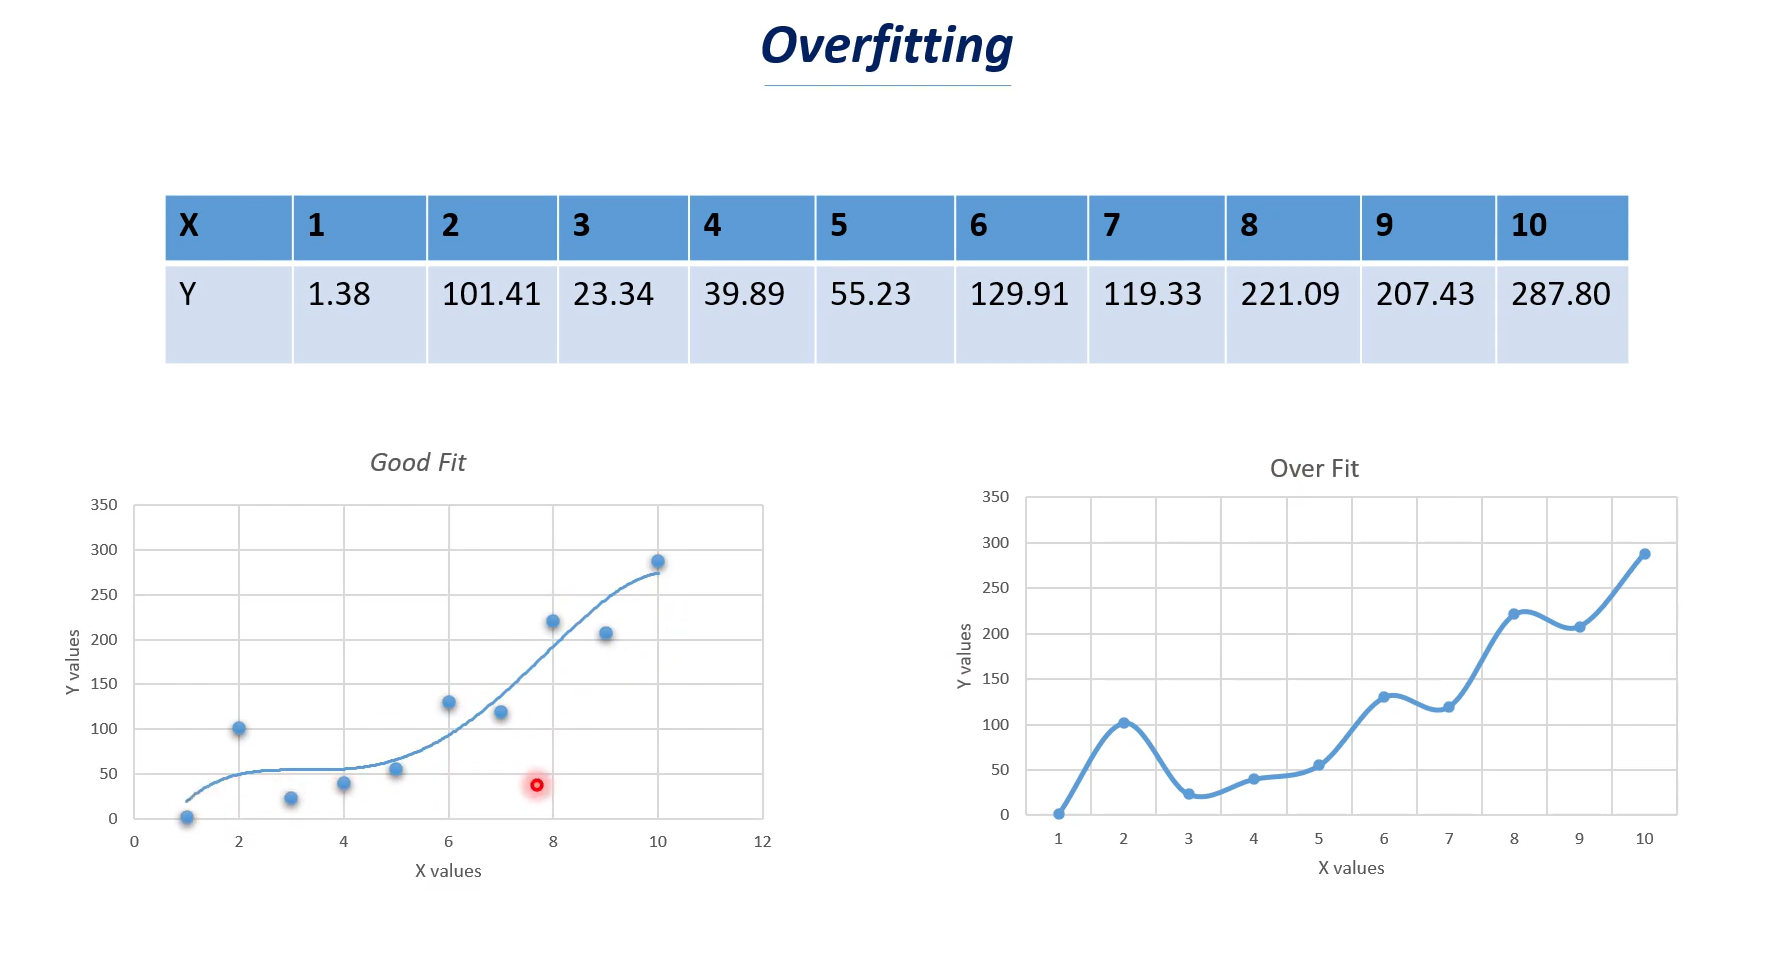 Overfitting
X 1 2 3 4 5 6 7 8 9 10
Y 1.38 101.41 23.34 39.89 55.23 129.91 119.33 221.09 207.43 287.80
Good Fit
350
300
250
200
150
100
50
0
0 2 4 6 8 10 12
Y values
X values
Over Fit
350
300
250
200
150
100
50
0
1 2 3 4 5 6 7 8 9 10
Y values
X values